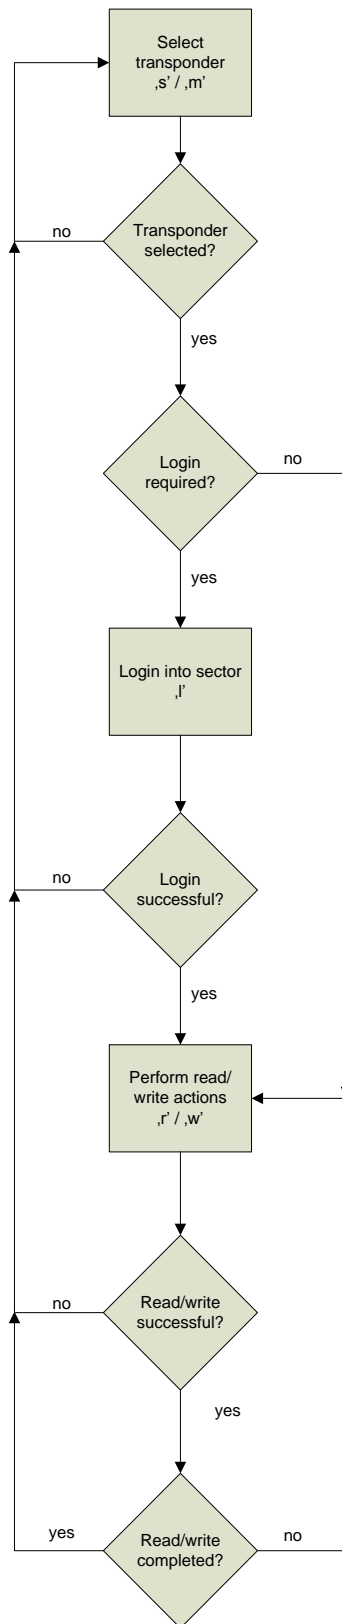 Select
transponder
‚s’ / ‚m’
Transponder
selected?
no
yes
Login
required?
no
yes
Login into sector
‚l’
Login
successful?
no
yes
Perform read/
write actions
‚r’ / ‚w’
Read/write
successful?
no
yes
Read/write
completed?
yes
no